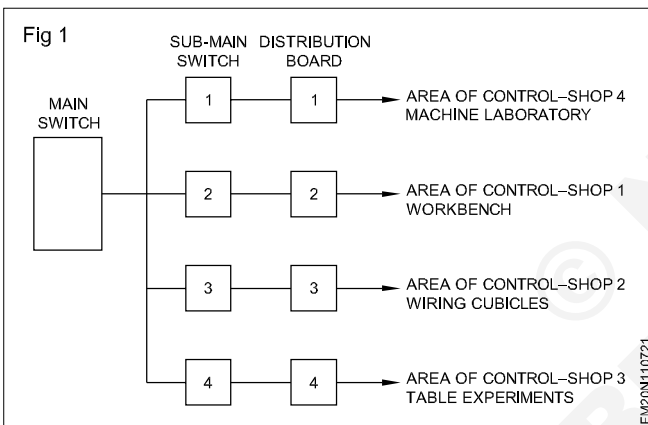 Fig 1
SUB-MAIN DISTRIBUTION
SWITCH BOARD
MAIN
SWITCH
1 1 AREA OF CONTROL–SHOP 4
MACHINE LABORATORY
2 2 AREA OF CONTROL–SHOP 1
WORKBENCH
3 3 AREA OF CONTROL–SHOP 2
WIRING CUBICLES
4 4 AREA OF CONTROL–SHOP 3
TABLE EXPERIMENTS
EM20N110721
©